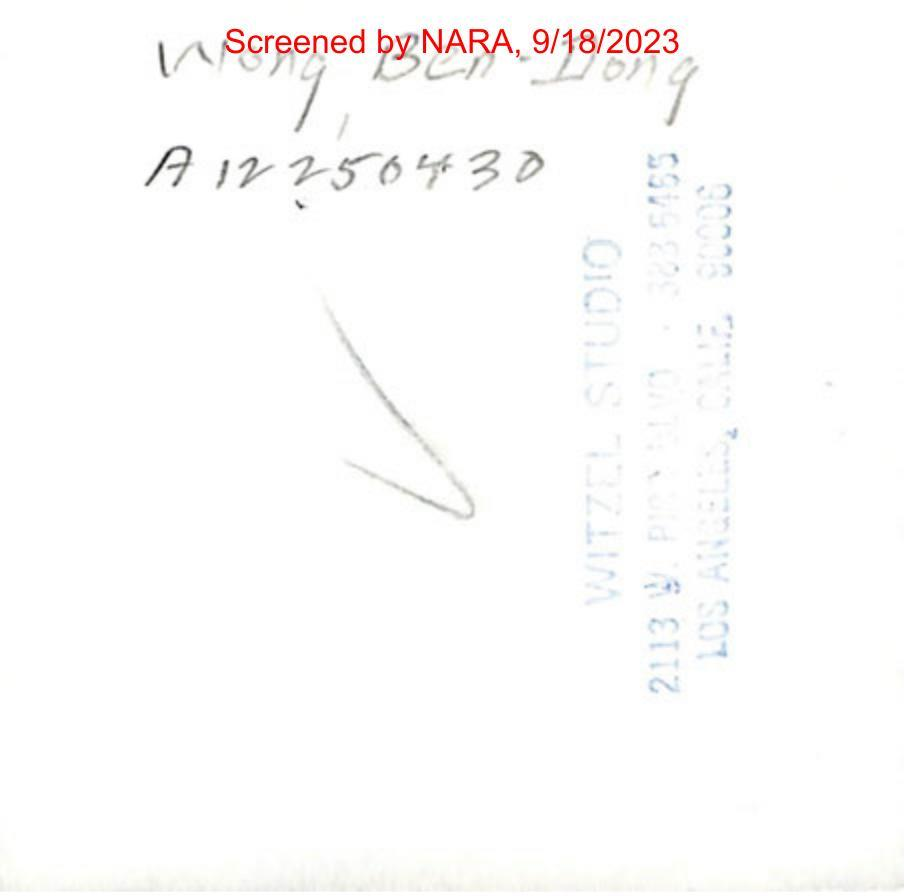 Screened by NARA, 9/18/2023
Wong Ben-Dong
A12250430
WITZEL STUDIO
2113 W. PICO BLVD · 383 5465
LOS ANGELES, CALIF. 90006